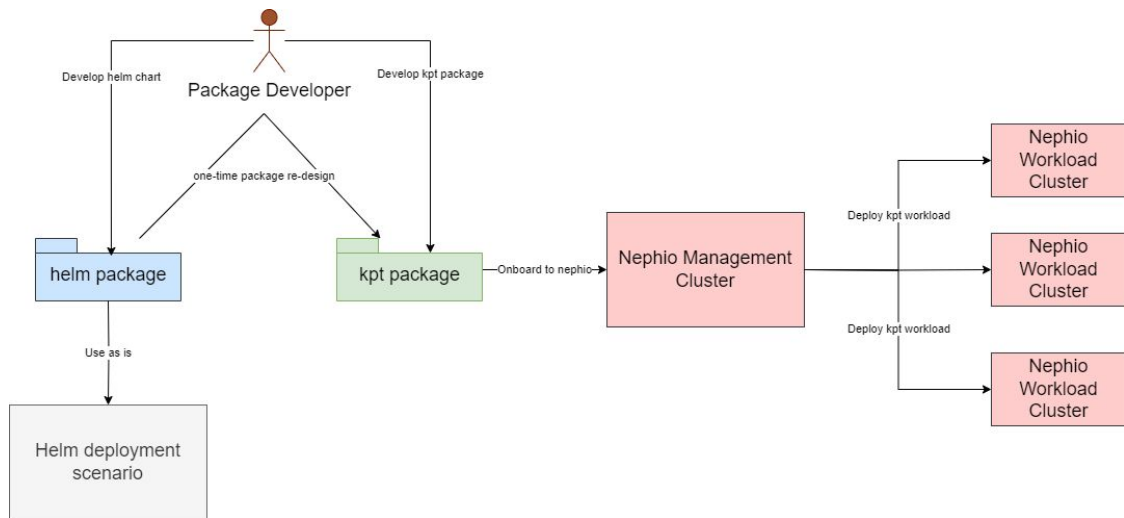 Develop helm chart
Develop kpt package
Package Developer
one-time package re-design
helm package
kpt package
Onboard to nephio
Nephio Management
Cluster
Deploy kpt workload
Deploy kpt workload
Nephio
Workload
Cluster
Nephio
Workload
Cluster
Nephio
Workload
Cluster
Use as is
Helm deployment
scenario